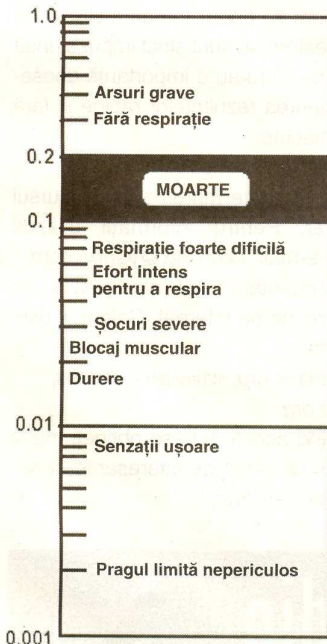 1.0
Arsuri grave
Fără respirație
0.2
MOARTE
0.1
Respirație foarte dificilă
Efort intens
pentru a respira
Șocuri severe
Blocaj muscular
Durere
0.01
Senzații ușoare
Pragul limită nepericulos
0.001